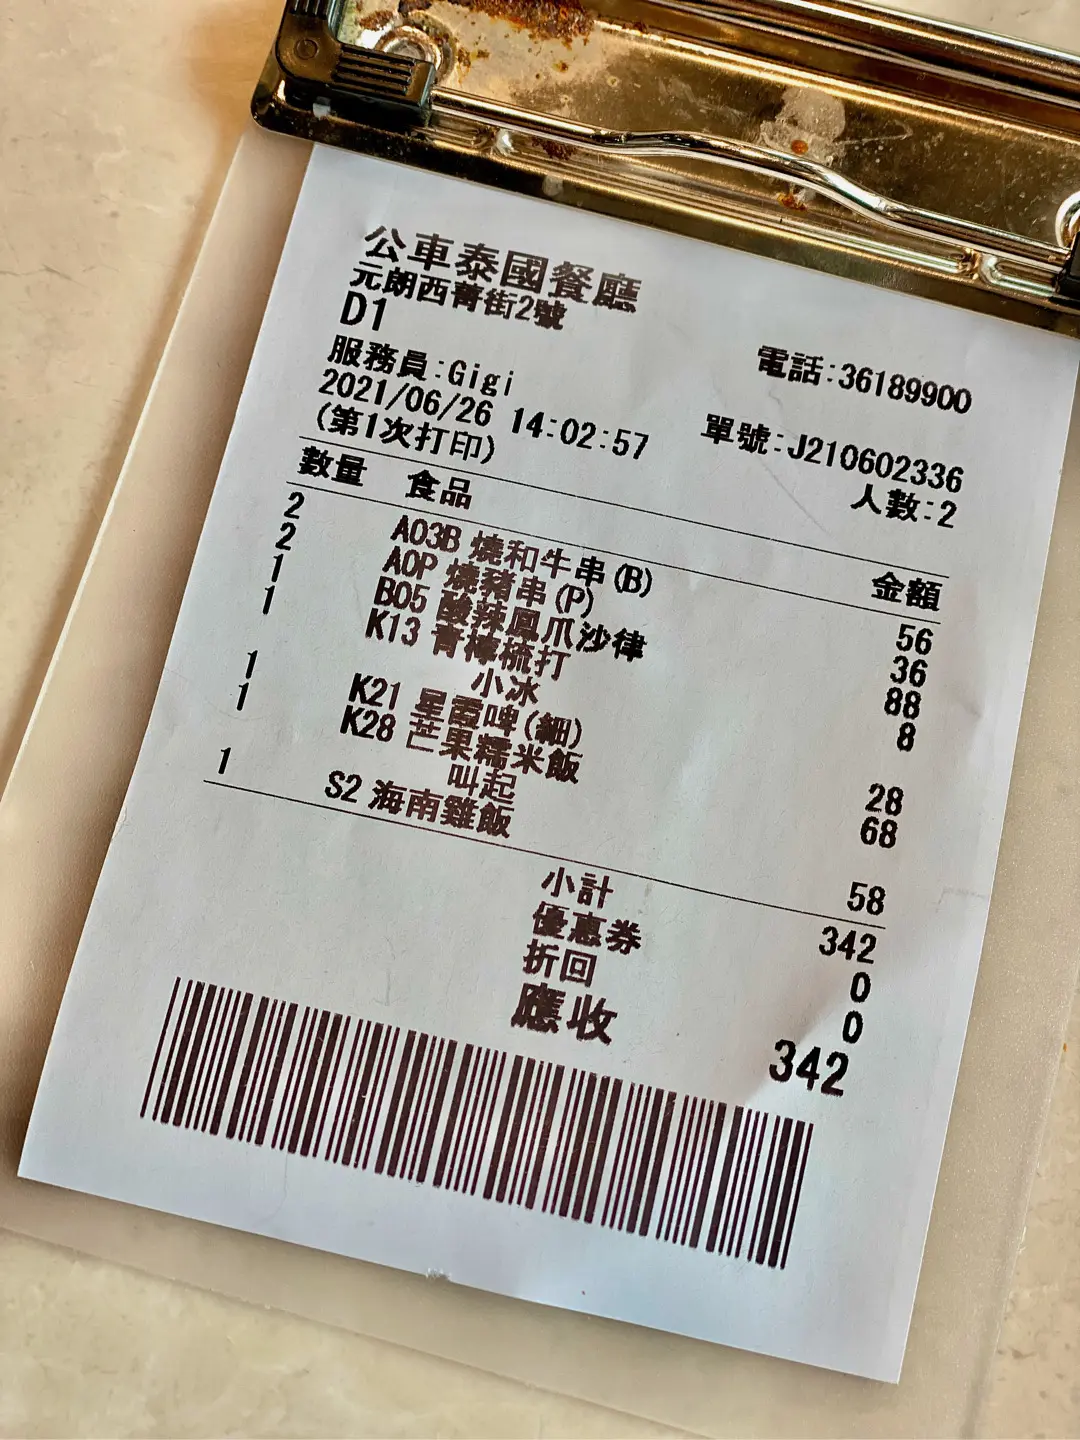 公車泰國餐廳
元朗西菁街2號
D1 電話:36189900
服務員:Gigi
2021/06/26 14:02:57 單號:J210602336
(第1次打印) 人數:2
數量 食品 金額
2 A03B 燒和牛串(B) 56
2 A0P 燒豬串(P) 36
1 B05 酸辣鳳爪沙律 88
1 K13 青檸梳打 8
小冰
1 K21 星霞啤(細) 28
1 K28 芒果糯米飯 68
叫起
1 S2 海南雞飯 58
小計 342
優惠券 0
折回 0
應收 342